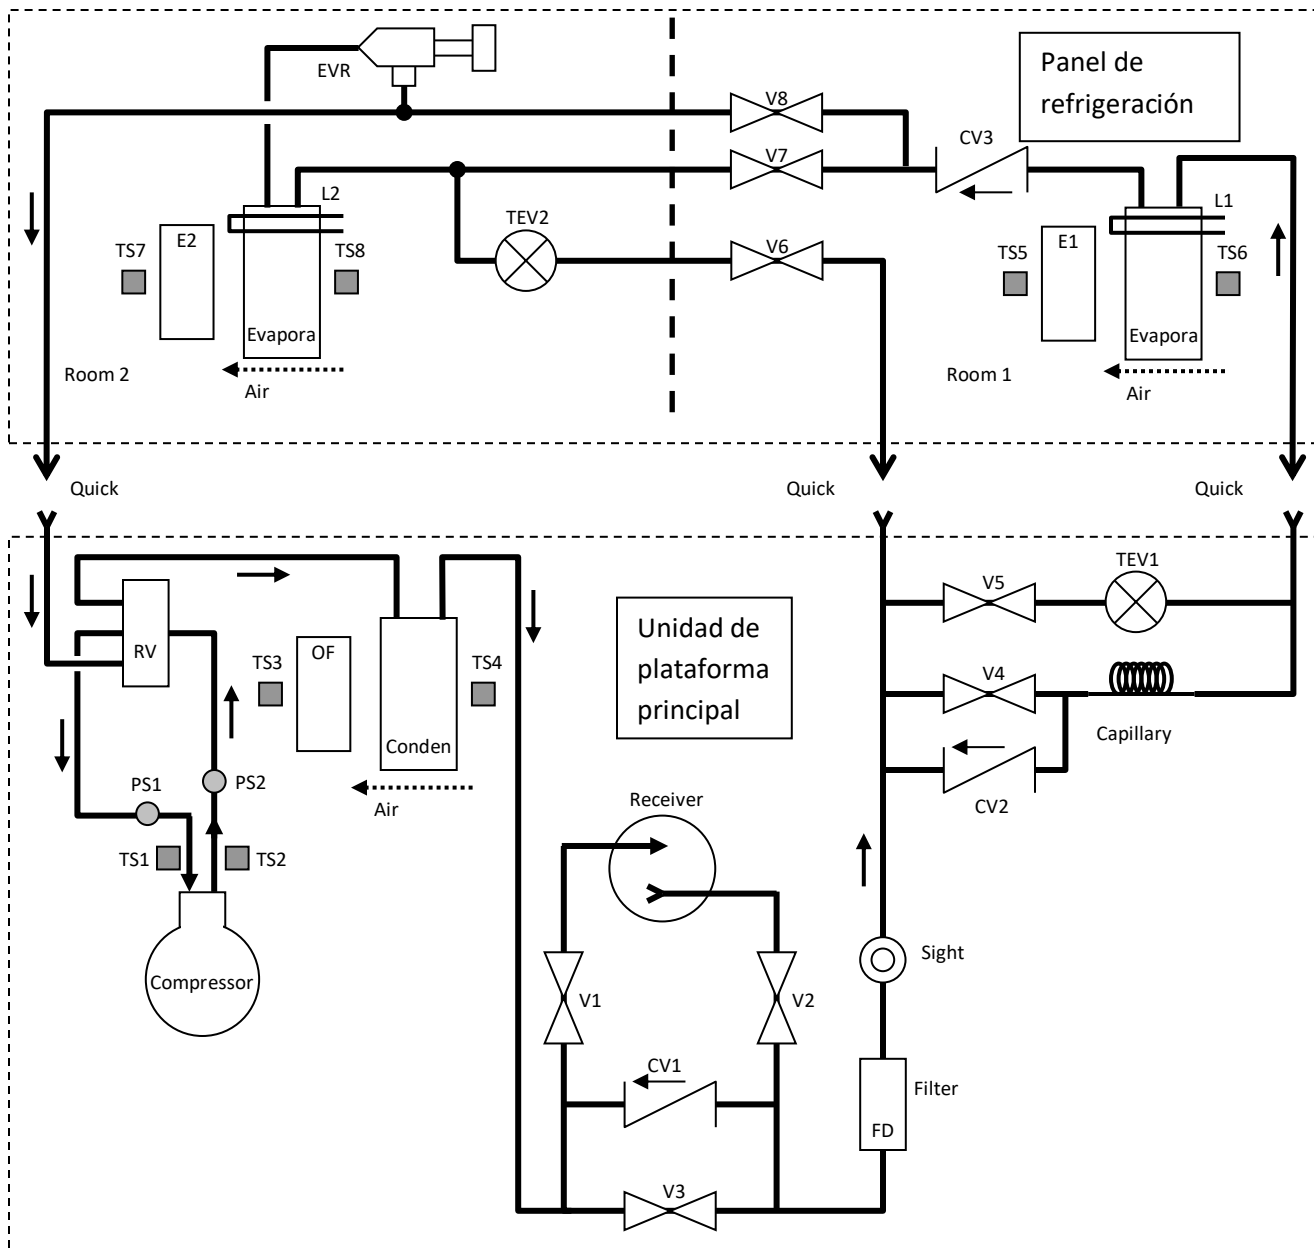 EVR
V8
Panel de
refrigeración
CV3
V7
L2
L1
E2
TEV2
V6
E1
TS7
TS8
TS5
TS6
Evapora
Evapora
Room 2
Air
Room 1
Air
Quick
Quick
Quick
TEV1
V5
RV
OF
TS3
TS4
Unidad de
plataforma
principal
V4
Capillary
Conden
PS1
PS2
Air
Receiver
CV2
TS1
TS2
Sight
Compressor
V1
V2
CV1
Filter
FD
V3